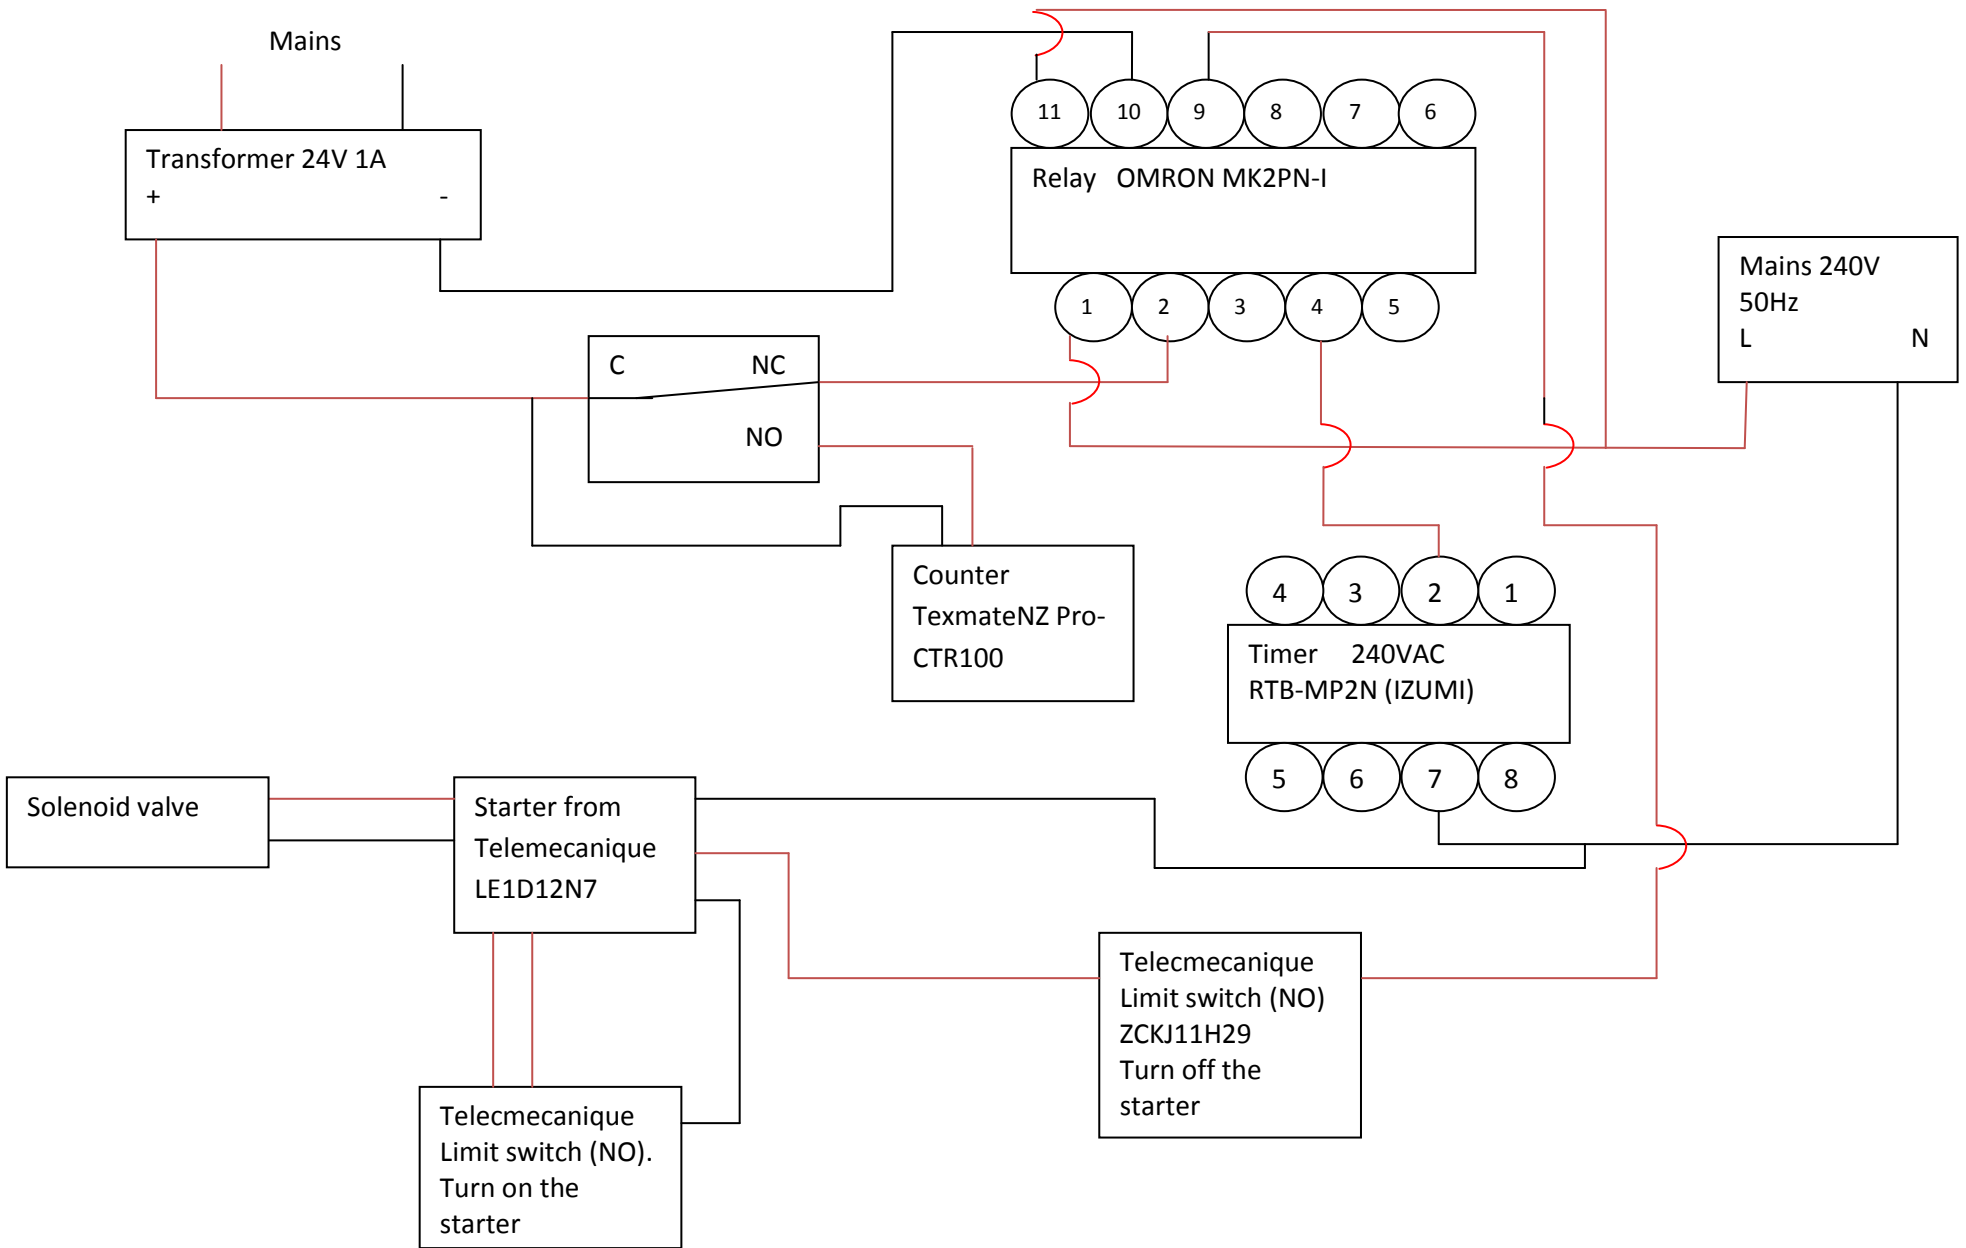 Mains
Transformer 24V 1A
+ -
11 10 9 8 7 6
Relay OMRON MK2PN-I
1 2 3 4 5
Mains 240V
50Hz
L N
C NC
NO
Counter
TexmateNZ Pro-
CTR100
4 3 2 1
Timer 240VAC
RTB-MP2N (IZUMI)
5 6 7 8
Solenoid valve
Starter from
Telemecanique
LE1D12N7
Telecmecanique
Limit switch (NO)
ZCKJ11H29
Turn off the
starter
Telecmecanique
Limit switch (NO).
Turn on the
starter